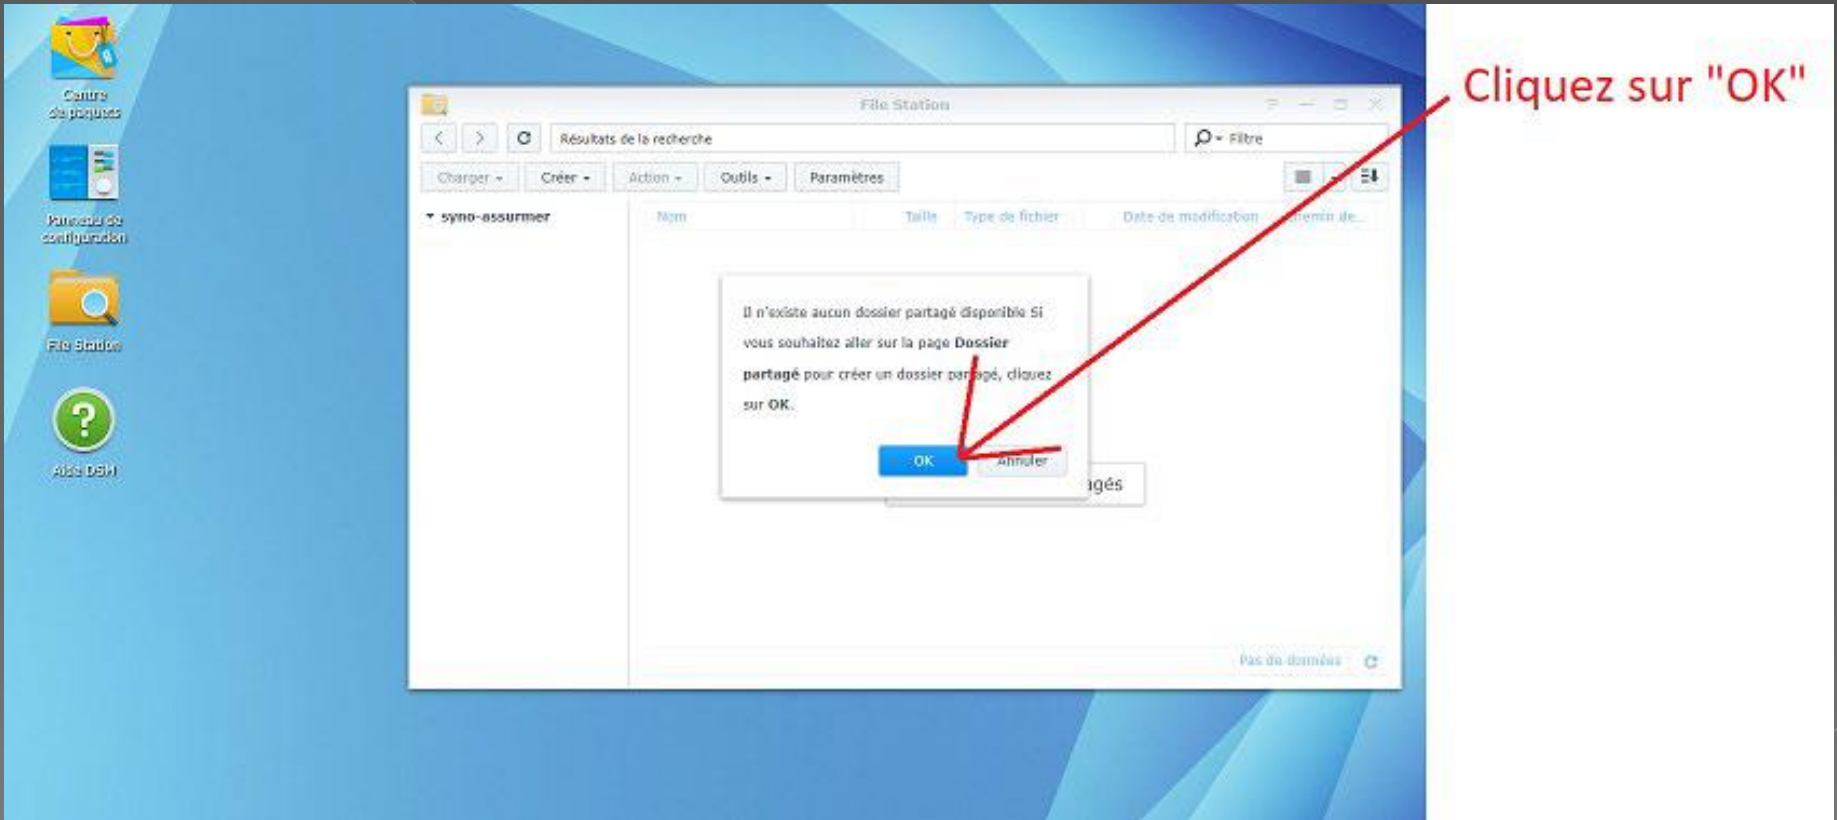 Cliquez sur "OK"
Centre
de paquets
Panneau de
configuration
File Station
Aide DSM
File Station
Résultats de la recherche
Filtre
Charger
Créer
Action
Outils
Paramètres
syno-assurmer
Nom
Taille
Type de fichier
Date de modification
Chemin de...
Il n'existe aucun dossier partagé disponible Si
vous souhaitez aller sur la page Dossier
partagé pour créer un dossier partagé, cliquez
sur OK.
OK
Annuler
agés
Pas de données